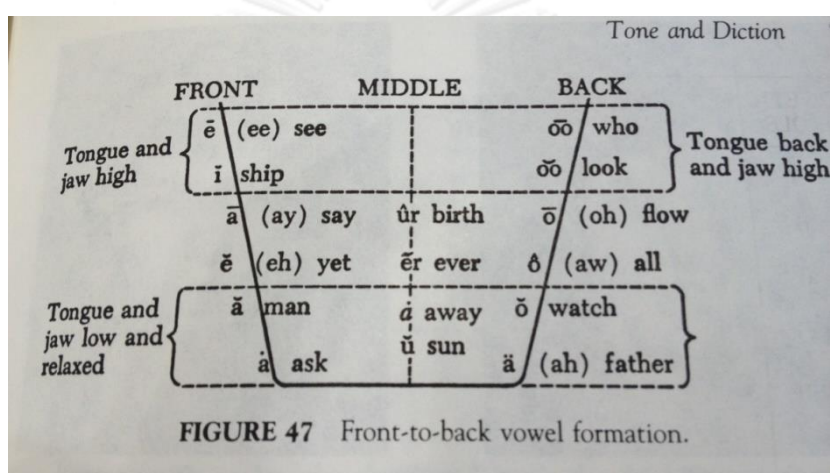 Tone and Diction
FRONT MIDDLE BACK
ē (ee) see o͞o who
Tongue and jaw high
Tongue back and jaw high
ĭ ship o͝o look
ā (ay) say ûr birth ō (oh) flow
ĕ (eh) yet ẽr ever ô (aw) all
Tongue and jaw low and relaxed
ă man ȧ away ŏ watch
ŭ sun
ȧ ask ä (ah) father
FIGURE 47 Front-to-back vowel formation.